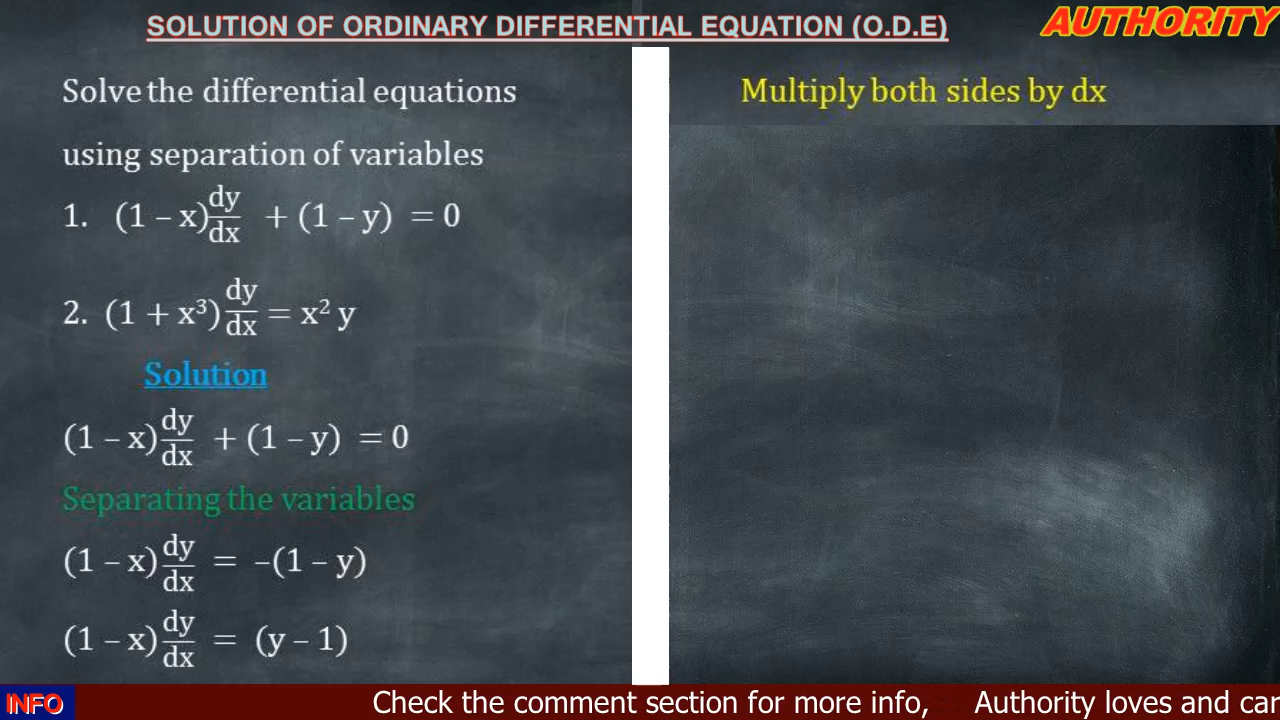 SOLUTION OF ORDINARY DIFFERENTIAL EQUATION (O.D.E)
AUTHORITY
Solve the differential equations
using separation of variables
1. (1 – x)dy/dx + (1 – y) = 0
2. (1 + x³)dy/dx = x² y
Solution
(1 – x)dy/dx + (1 – y) = 0
Separating the variables
(1 – x)dy/dx = –(1 – y)
(1 – x)dy/dx = (y – 1)
Multiply both sides by dx
INFO
Check the comment section for more info, Authority loves and car